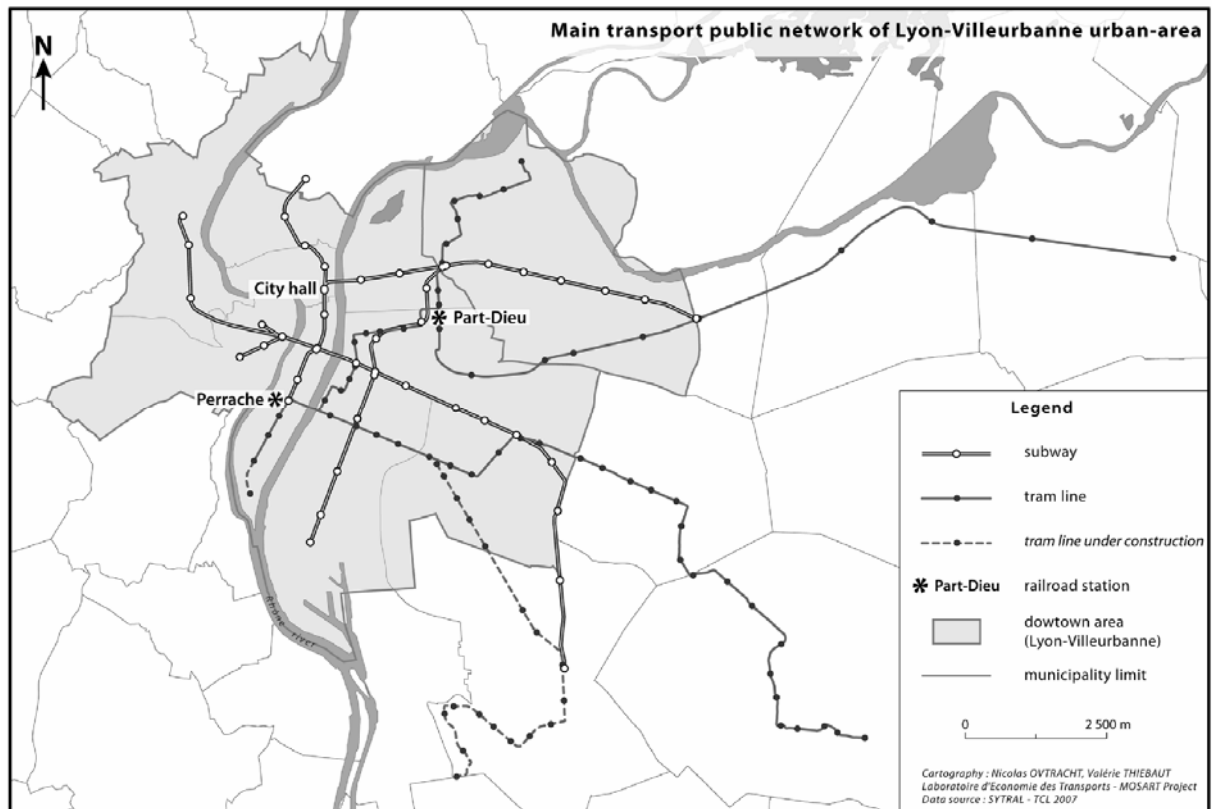 Main transport public network of Lyon-Villeurbanne urban-area
N
City hall
Part-Dieu
Perrache
Rhône river
Legend
subway
tram line
tram line under construction
Part-Dieu railroad station
dowtown area
(Lyon-Villeurbanne)
municipality limit
0 2 500 m
Cartography : Nicolas OVTRACHT, Valérie THIEBAUT
Laboratoire d'Economie des Transports - MOSART Project
Data source : SYTRAL - TCL 2007